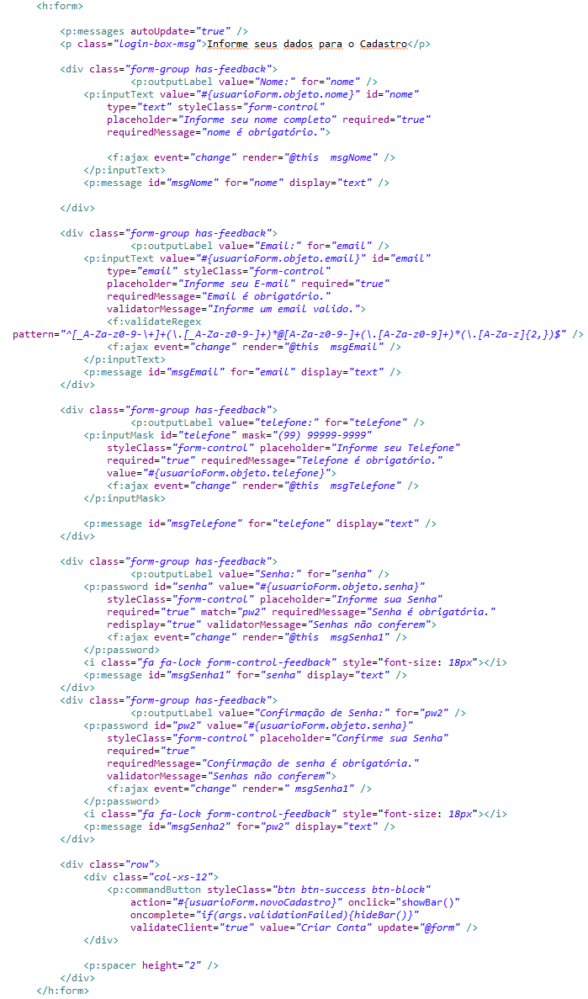 <h:form>
<p:messages autoUpdate="true" />
<p class="login-box-msg">Informe seus dados para o Cadastro</p>
<div class="form-group has-feedback">
<p:outputLabel value="Nome:" for="nome" />
<p:inputText value="#{usuarioForm.objeto.nome}" id="nome"
type="text" styleClass="form-control"
placeholder="Informe seu nome completo" required="true"
requiredMessage="nome é obrigatório.">
<f:ajax event="change" render="@this  msgNome" />
</p:inputText>
<p:message id="msgNome" for="nome" display="text" />
</div>
<div class="form-group has-feedback">
<p:outputLabel value="Email:" for="email" />
<p:inputText value="#{usuarioForm.objeto.email}" id="email"
type="email" styleClass="form-control"
placeholder="Informe seu E-mail" required="true"
requiredMessage="Email é obrigatório."
validatorMessage="Informe um email valido.">
<f:validateRegex
pattern="^[_A-Za-z0-9-\+]+(\.[_A-Za-z0-9-]+)*@[A-Za-z0-9-]+(\.[A-Za-z0-9]+)*(\.[A-Za-z]{2,})$" />
<f:ajax event="change" render="@this  msgEmail" />
</p:inputText>
<p:message id="msgEmail" for="email" display="text" />
</div>
<div class="form-group has-feedback">
<p:outputLabel value="telefone:" for="telefone" />
<p:inputMask id="telefone" mask="(99) 99999-9999"
styleClass="form-control" placeholder="Informe seu Telefone"
required="true" requiredMessage="Telefone é obrigatório."
value="#{usuarioForm.objeto.telefone}">
<f:ajax event="change" render="@this  msgTelefone" />
</p:inputMask>
<p:message id="msgTelefone" for="telefone" display="text" />
</div>
<div class="form-group has-feedback">
<p:outputLabel value="Senha:" for="senha" />
<p:password id="senha" value="#{usuarioForm.objeto.senha}"
styleClass="form-control" placeholder="Informe sua Senha"
required="true" match="pw2" requiredMessage="Senha é obrigatória."
redisplay="true" validatorMessage="Senhas não conferem">
<f:ajax event="change" render="@this  msgSenha1" />
</p:password>
<i class="fa fa-lock form-control-feedback" style="font-size: 18px"></i>
<p:message id="msgSenha1" for="senha" display="text" />
</div>
<div class="form-group has-feedback">
<p:outputLabel value="Confirmação de Senha:" for="pw2" />
<p:password id="pw2" value="#{usuarioForm.objeto.senha}"
styleClass="form-control" placeholder="Confirme sua Senha"
required="true"
requiredMessage="Confirmação de senha é obrigatória."
validatorMessage="Senhas não conferem">
<f:ajax event="change" render=" msgSenha1" />
</p:password>
<i class="fa fa-lock form-control-feedback" style="font-size: 18px"></i>
<p:message id="msgSenha2" for="pw2" display="text" />
</div>
<div class="row">
<div class="col-xs-12">
<p:commandButton styleClass="btn btn-success btn-block"
action="#{usuarioForm.novoCadastro}" onclick="showBar()"
oncomplete="if(args.validationFailed){hideBar()}"
validateClient="true" value="Criar Conta" update="@form" />
</div>
<p:spacer height="2" />
</div>
</h:form>